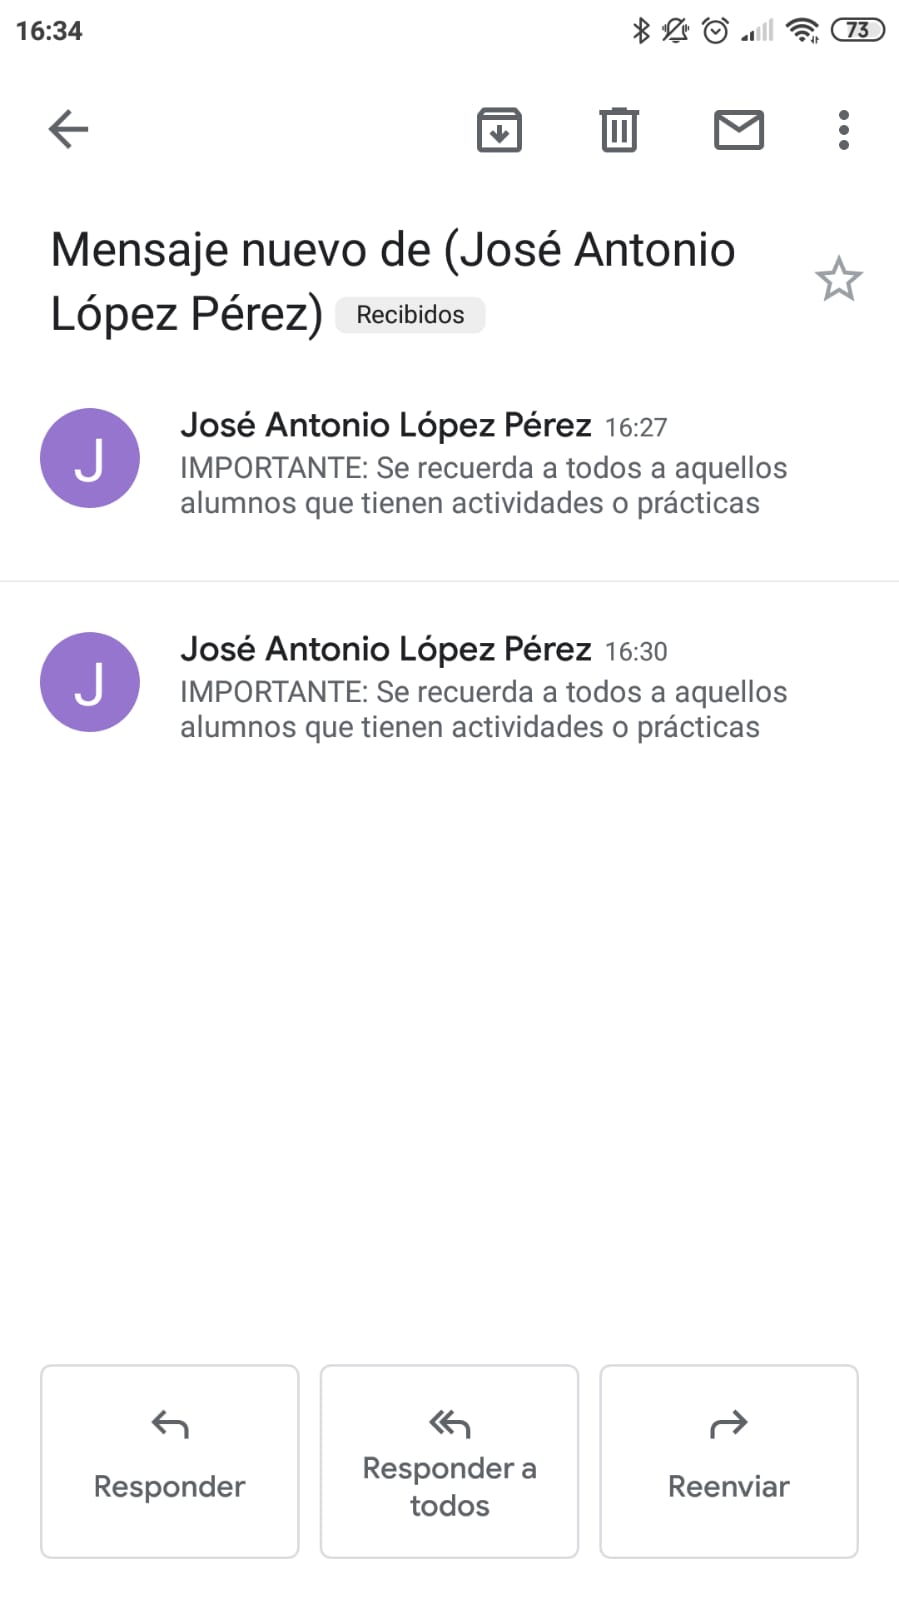 16:34
73
Mensaje nuevo de (José Antonio
López Pérez) Recibidos
J
José Antonio López Pérez 16:27
IMPORTANTE: Se recuerda a todos a aquellos
alumnos que tienen actividades o prácticas
J
José Antonio López Pérez 16:30
IMPORTANTE: Se recuerda a todos a aquellos
alumnos que tienen actividades o prácticas
Responder
Responder a
todos
Reenviar